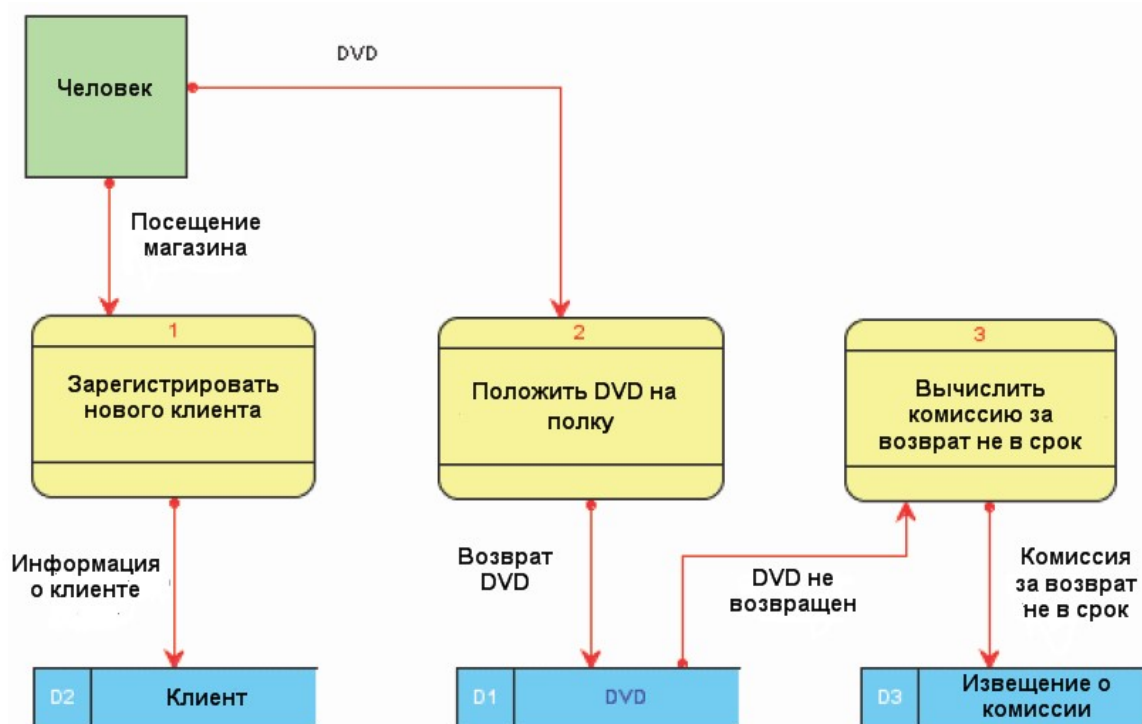 Человек
DVD
Посещение
магазина
1
Зарегистрировать
нового клиента
2
Положить DVD на
полку
3
Вычислить
комиссию за
возврат не в срок
Информация
о клиенте
Возврат
DVD
DVD не
возвращен
Комиссия
за возврат
не в срок
D2
Клиент
D1
DVD
D3
Извещение о
комиссии